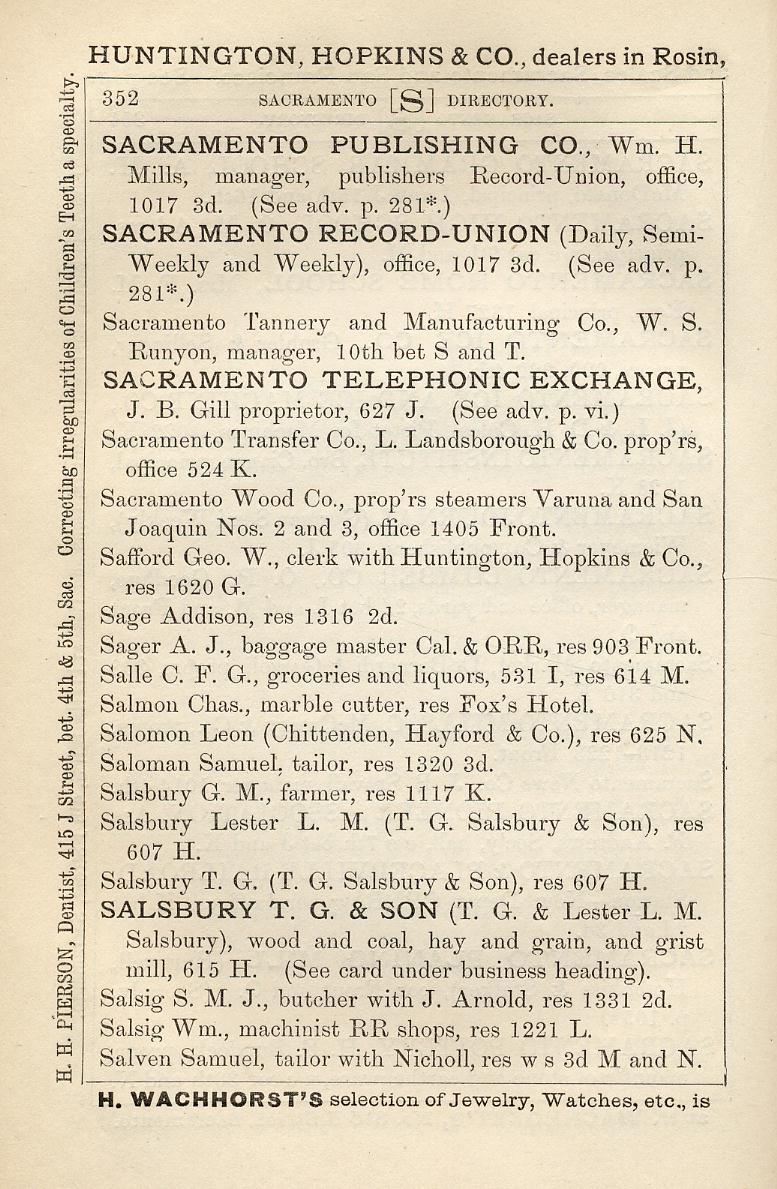 HUNTINGTON, HOPKINS & CO., dealers in Rosin,
352 SACRAMENTO [S] DIRECTORY.
SACRAMENTO PUBLISHING CO., Wm. H.
Mills, manager, publishers Record-Union, office,
1017 3d. (See adv. p. 281*.)
SACRAMENTO RECORD-UNION (Daily, Semi-
Weekly and Weekly), office, 1017 3d. (See adv. p.
281*.)
Sacramento Tannery and Manufacturing Co., W. S.
Runyon, manager, 10th bet S and T.
SACRAMENTO TELEPHONIC EXCHANGE,
J. B. Gill proprietor, 627 J. (See adv. p. vi.)
Sacramento Transfer Co., L. Landsborough & Co. prop'rs,
office 524 K.
Sacramento Wood Co., prop'rs steamers Varuna and San
Joaquin Nos. 2 and 3, office 1405 Front.
Safford Geo. W., clerk with Huntington, Hopkins & Co.,
res 1620 G.
Sage Addison, res 1316 2d.
Sager A. J., baggage master Cal. & ORR, res 903 Front.
Salle C. F. G., groceries and liquors, 531 I, res 614 M.
Salmon Chas., marble cutter, res Fox's Hotel.
Salomon Leon (Chittenden, Hayford & Co.), res 625 N.
Saloman Samuel, tailor, res 1320 3d.
Salsbury G. M., farmer, res 1117 K.
Salsbury Lester L. M. (T. G. Salsbury & Son), res
607 H.
Salsbury T. G. (T. G. Salsbury & Son), res 607 H.
SALSBURY T. G. & SON (T. G. & Lester L. M.
Salsbury), wood and coal, hay and grain, and grist
mill, 615 H. (See card under business heading).
Salsig S. M. J., butcher with J. Arnold, res 1331 2d.
Salsig Wm., machinist RR shops, res 1221 L.
Salven Samuel, tailor with Nicholl, res w s 3d M and N.
H. WACHHORST'S selection of Jewelry, Watches, etc., is
H. H. PIERSON, Dentist, 415 J Street, bet. 4th & 5th, Sac. Correcting irregularities of Children's Teeth a specialty.